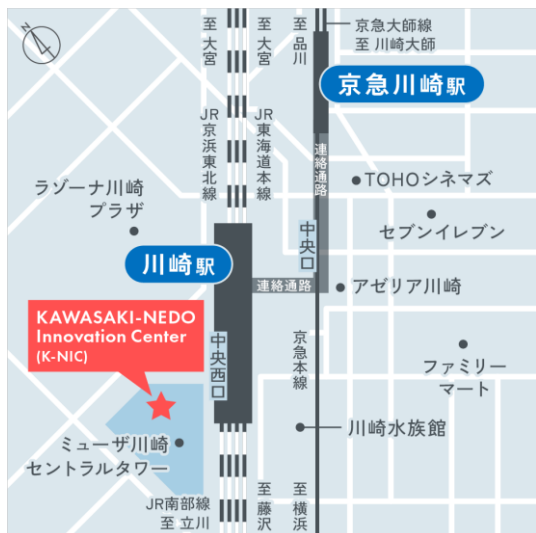 N
至大宮
至大宮
至品川
京急大師線
至 川崎大師
京急川崎駅
JR京浜東北線
JR東海道本線
連絡通路
ラゾーナ川崎
プラザ
TOHOシネマズ
セブンイレブン
中央口
川崎駅
連絡通路
アゼリア川崎
KAWASAKI-NEDO
Innovation Center
(K-NIC)
中央西口
京急本線
ファミリー
マート
川崎水族館
ミューザ川崎
セントラルタワー
JR南部線
至 立川
至藤沢
至横浜